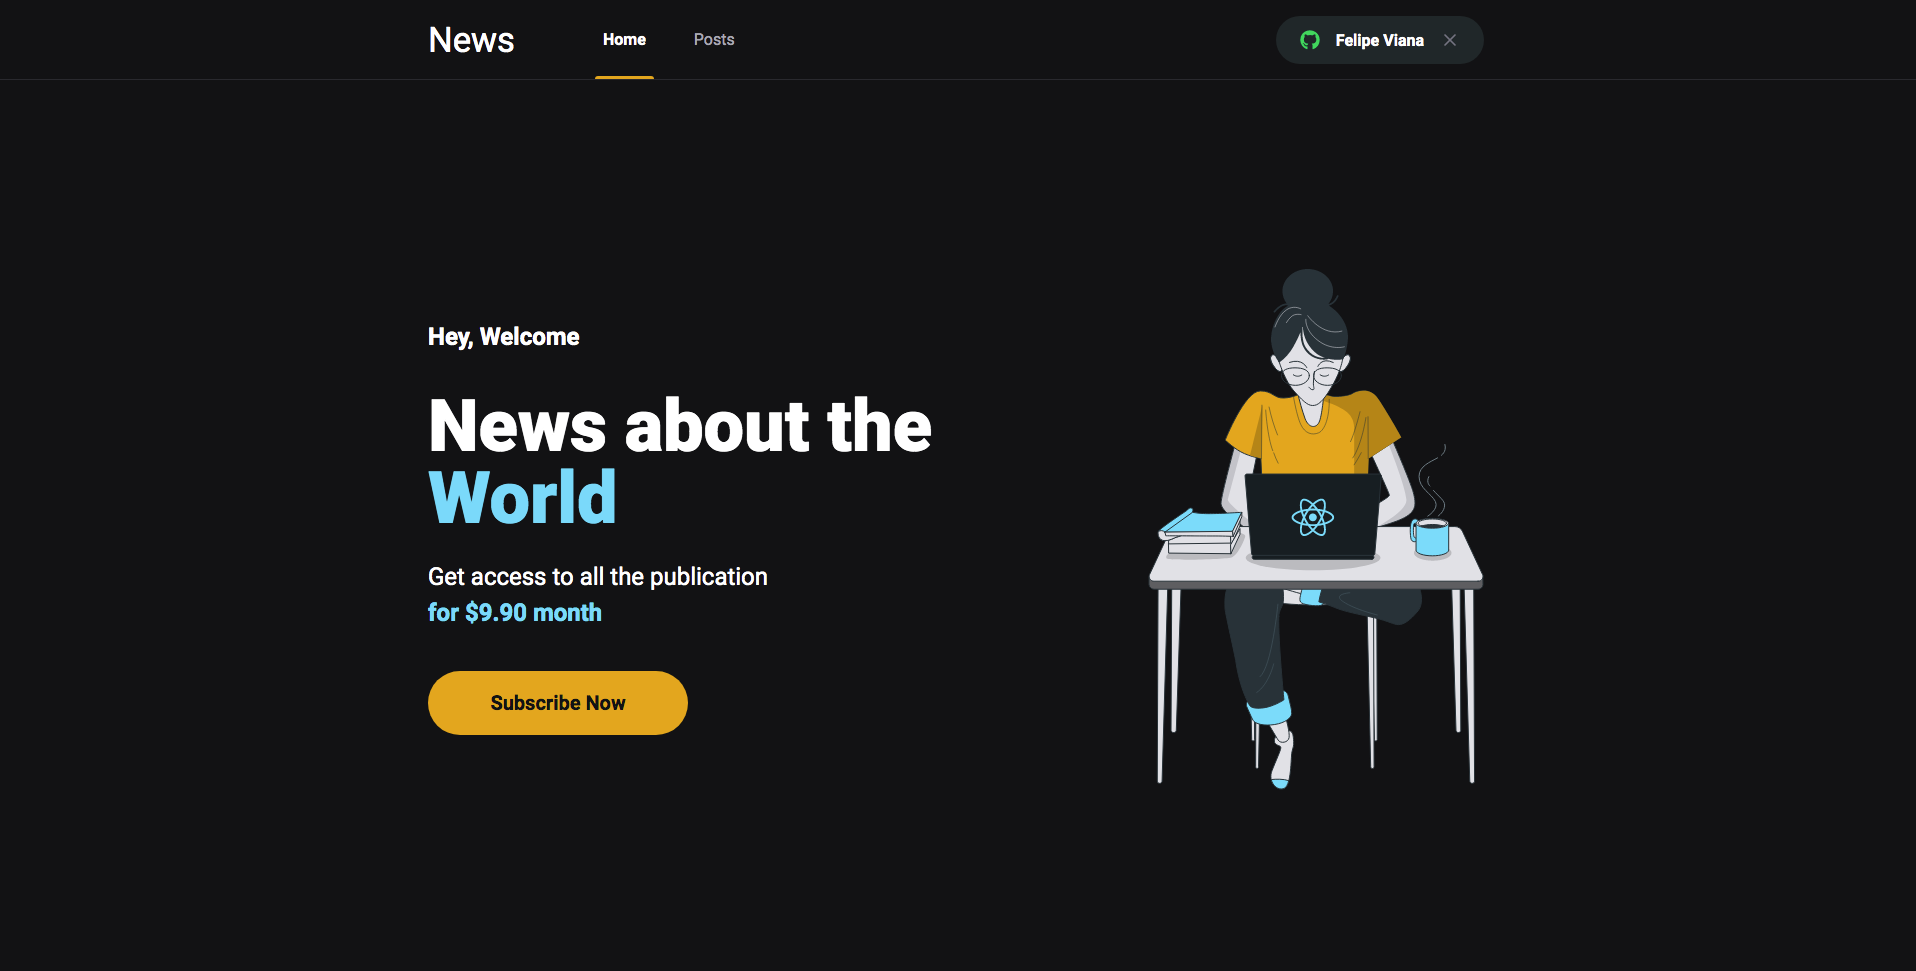 News
Home
Posts
Felipe Viana
Hey, Welcome
News about the
World
Get access to all the publication
for $9.90 month
Subscribe Now